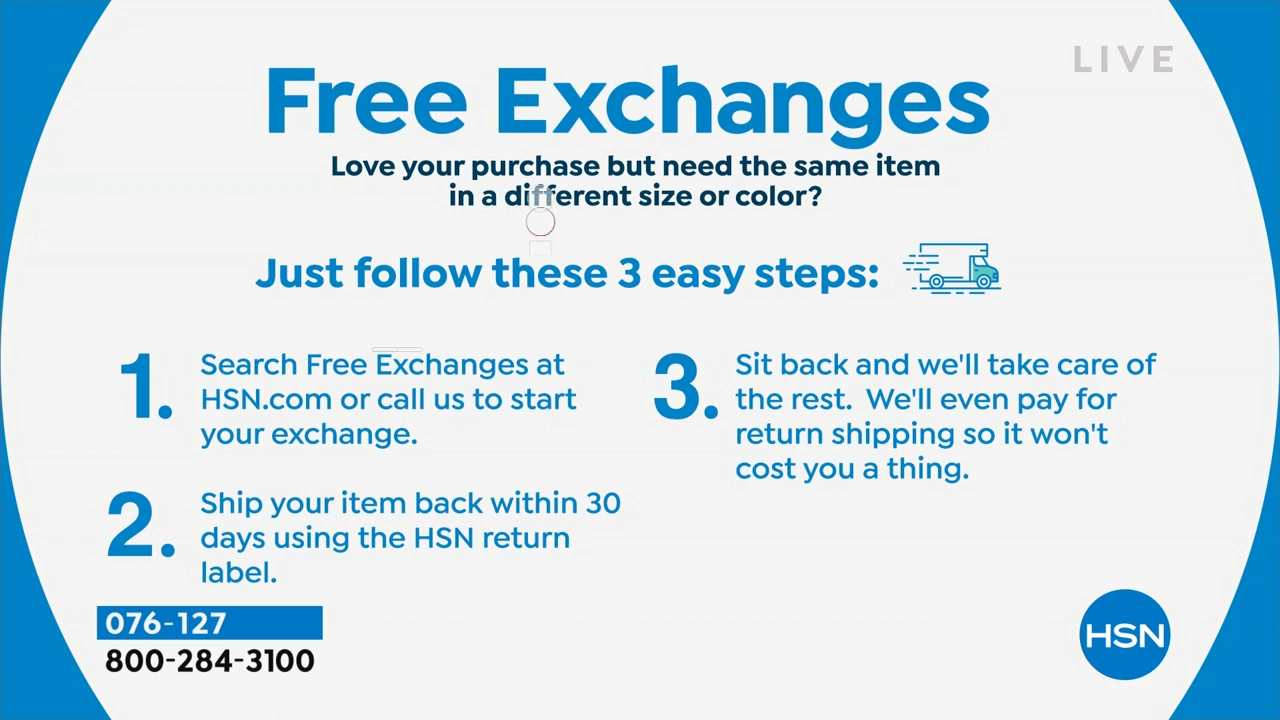 LIVE
Free Exchanges
Love your purchase but need the same item
in a different size or color?
Just follow these 3 easy steps:
1. Search Free Exchanges at
HSN.com or call us to start
your exchange.
2. Ship your item back within 30
days using the HSN return
label.
3. Sit back and we'll take care of
the rest. We'll even pay for
return shipping so it won't
cost you a thing.
076-127
800-284-3100
HSN